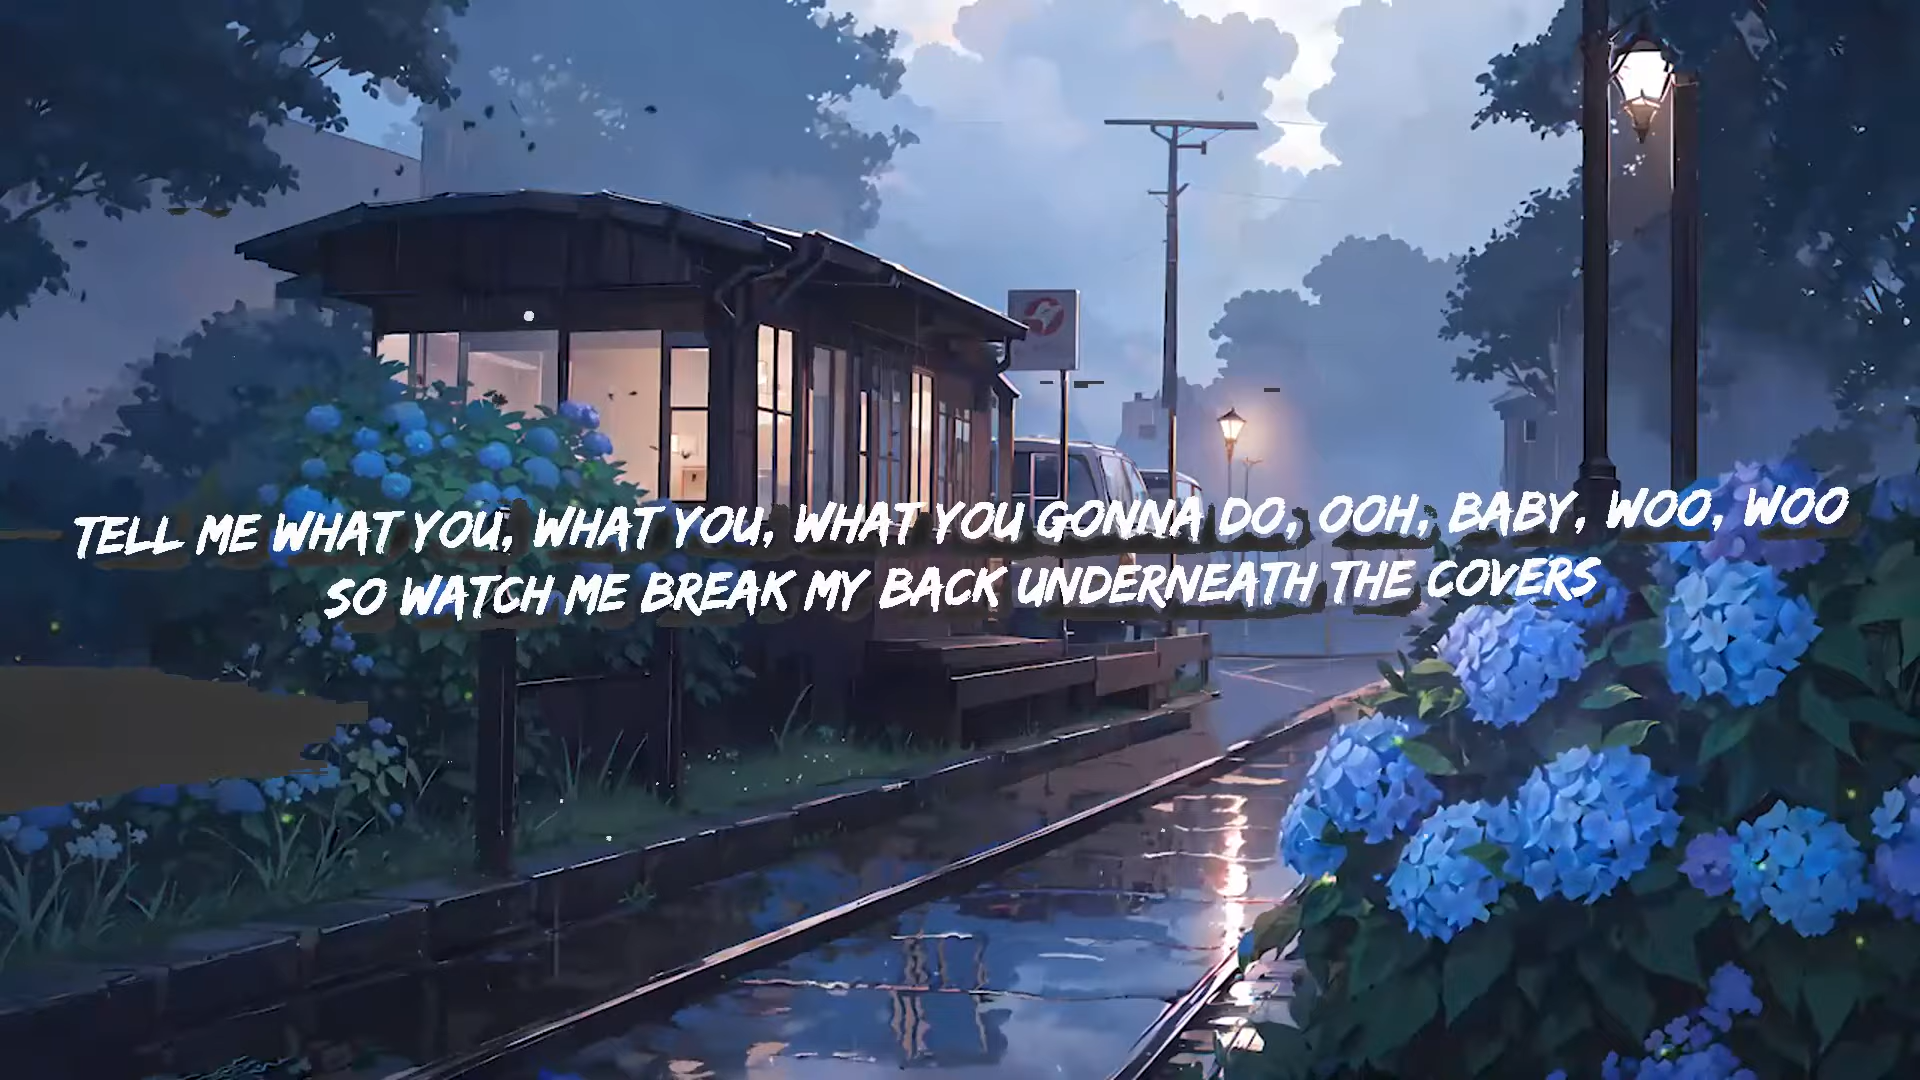 TELL ME WHAT YOU, WHAT YOU, WHAT YOU GONNA DO, OOH, BABY, WOO, WOO
SO WATCH ME BREAK MY BACK UNDERNEATH THE COVERS